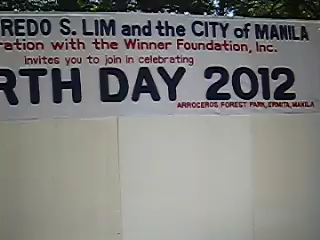 REDO S. LIM and the CITY of MANILA
ration with the Winner Foundation, Inc.
invites you to join in celebrating
RTH DAY 2012
ARROCEROS FOREST PARK, ERMITA, MANILA